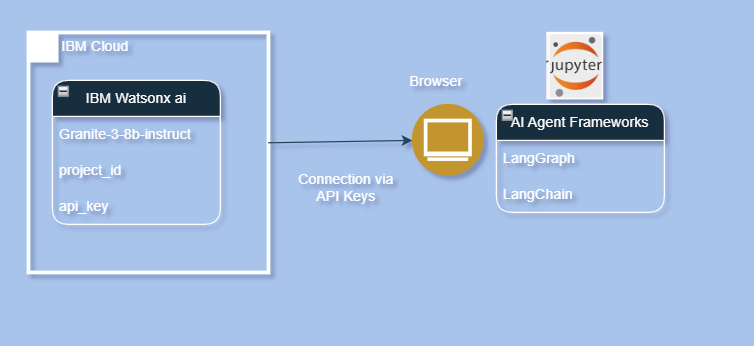 IBM Cloud
IBM Watsonx ai
Granite-3-8b-instruct
project_id
api_key
Connection via
API Keys
Browser
jupyter
AI Agent Frameworks
LangGraph
LangChain